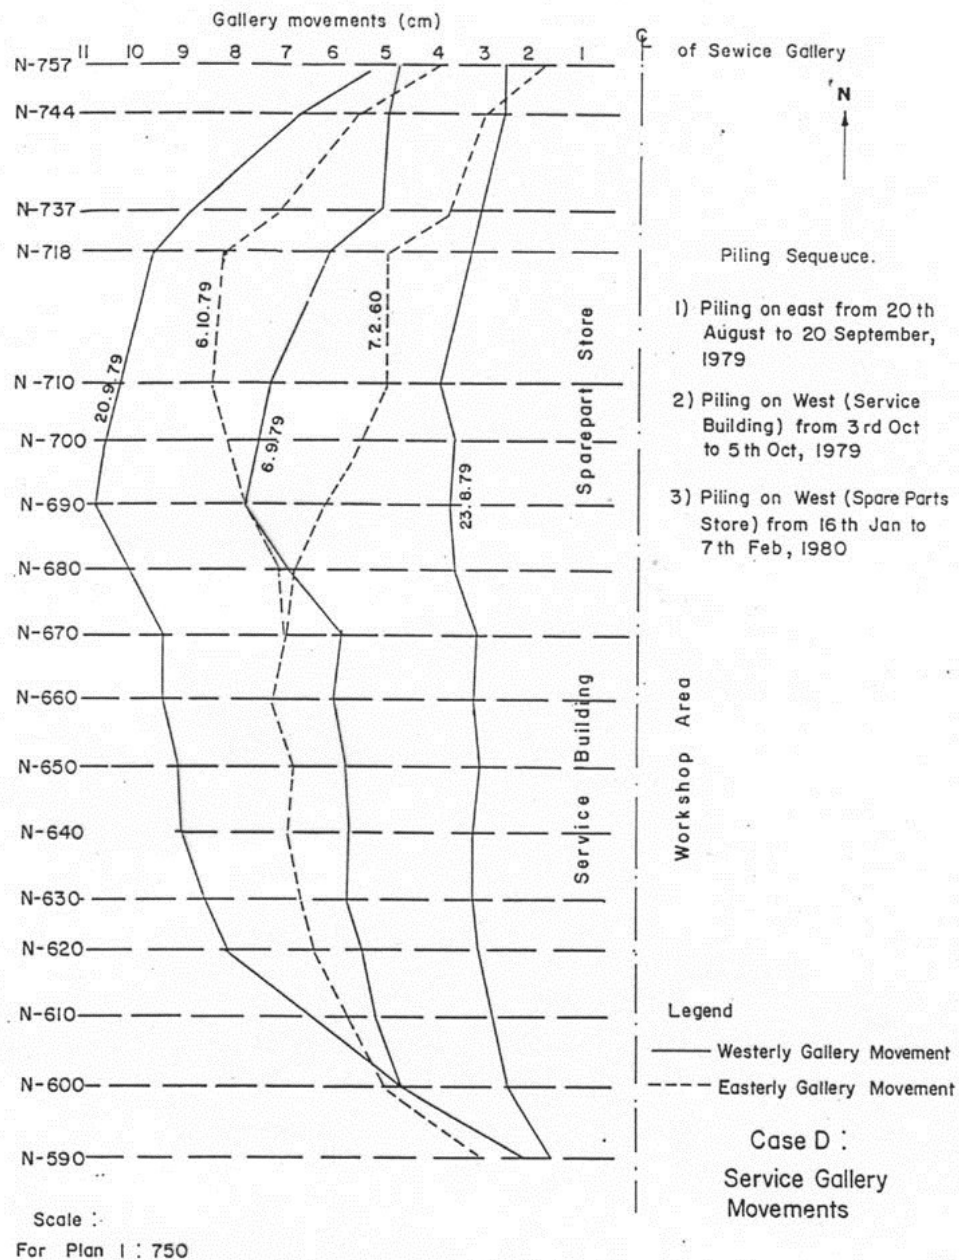 Gallery movements (cm)
11 10 9 8 7 6 5 4 3 2 1
℄ of Sewice Gallery
N
N-757
N-744
N-737
N-718
N-710
N-700
N-690
N-680
N-670
N-660
N-650
N-640
N-630
N-620
N-610
N-600
N-590
20.9.79
6.10.79
6.9.79
7.2.60
23.8.79
Sparepart Store
Service Building
Workshop Area
Piling Sequeuce.
1) Piling on east from 20th
August to 20 September,
1979
2) Piling on West (Service
Building) from 3rd Oct
to 5th Oct, 1979
3) Piling on West (Spare Parts
Store) from 16th Jan to
7th Feb, 1980
Legend
Westerly Gallery Movement
Easterly Gallery Movement
Case D :
Service Gallery
Movements
Scale :
For Plan 1 : 750